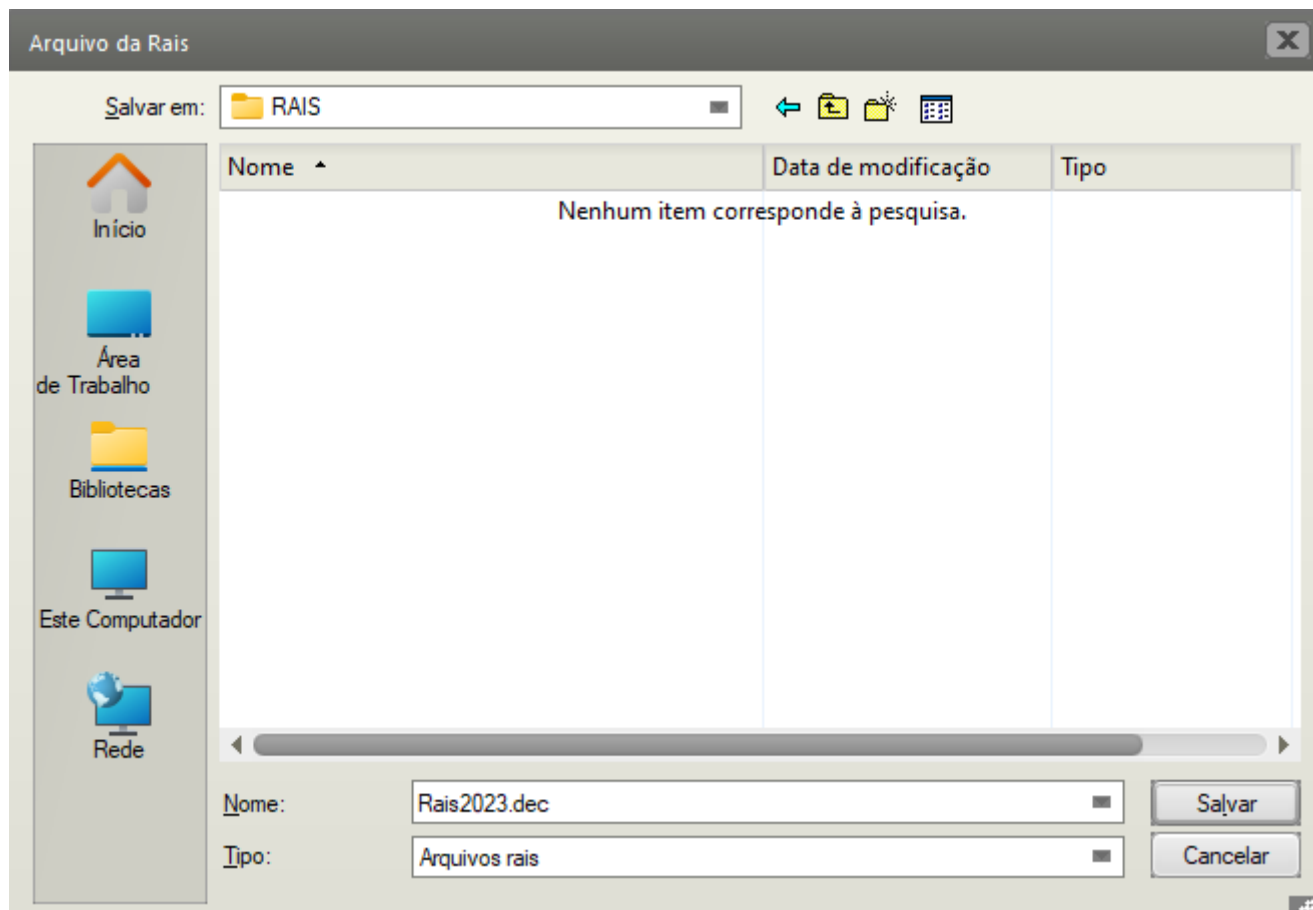 Arquivo da Rais
Salvar em: RAIS
Nome Data de modificação Tipo
Nenhum item corresponde à pesquisa.
Início
Área
de Trabalho
Bibliotecas
Este Computador
Rede
Nome: Rais2023.dec Salvar
Tipo: Arquivos rais Cancelar